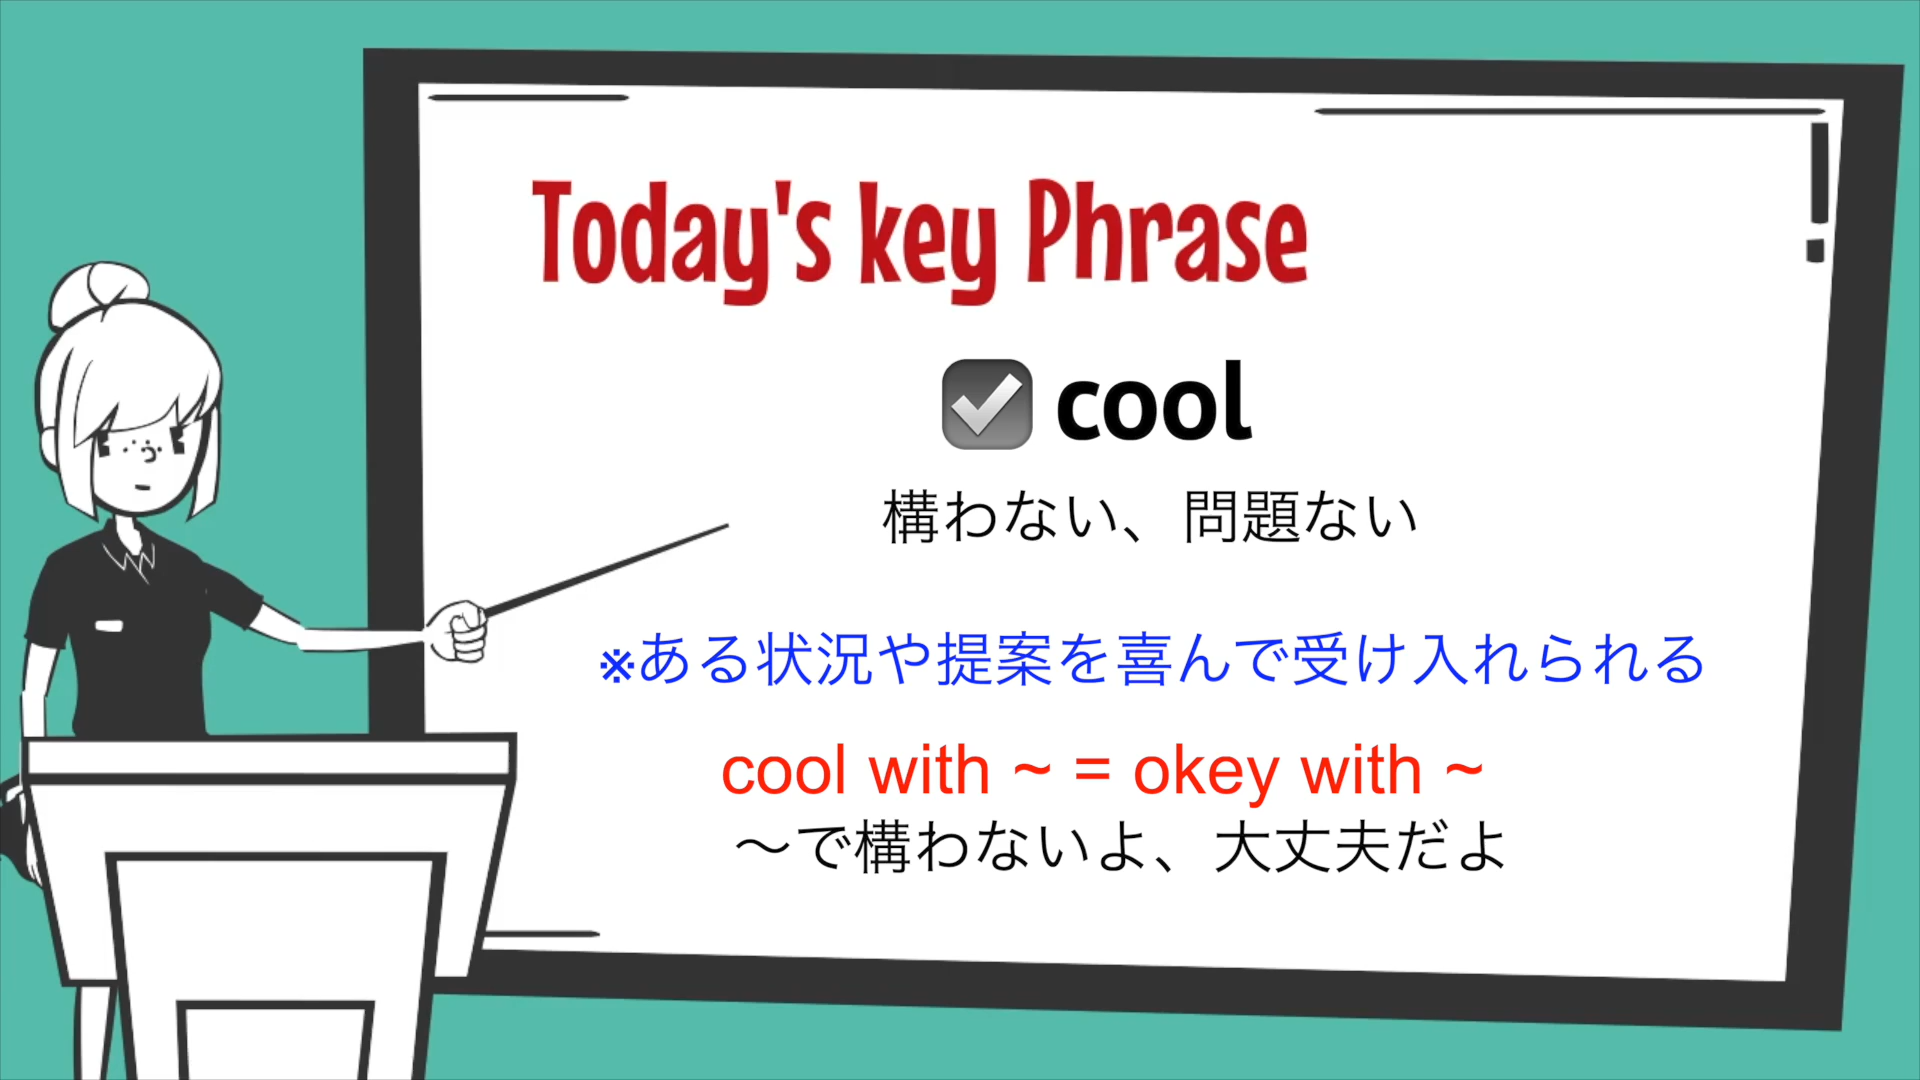 Today's key Phrase
cool
構わない、問題ない
※ある状況や提案を喜んで受け入れられる
cool with ~ = okey with ~
〜で構わないよ、大丈夫だよ